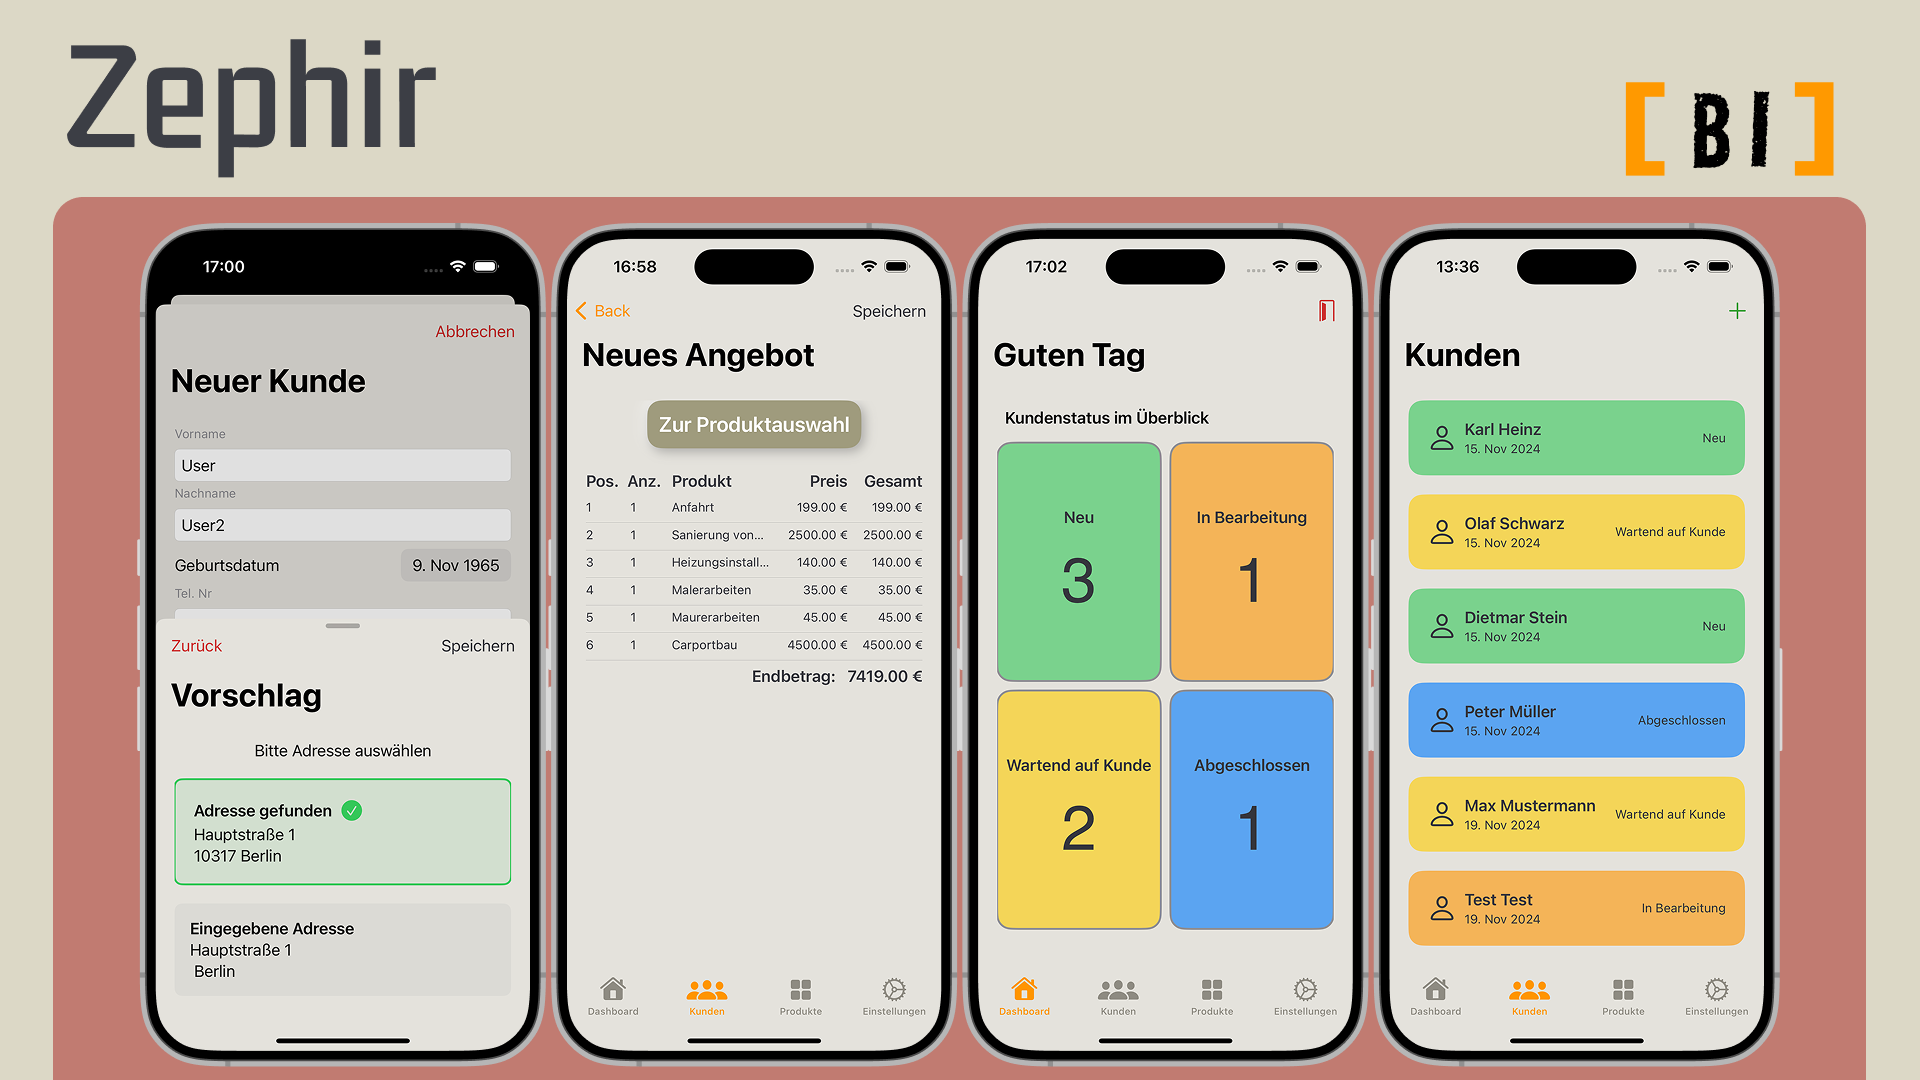 Zephir
[ BI ]
17:00
Abbrechen
Neuer Kunde
Vorname
User
Nachname
User2
Geburtsdatum 9. Nov 1965
Tel. Nr
Zurück Speichern
Vorschlag
Bitte Adresse auswählen
Adresse gefunden
Hauptstraße 1
10317 Berlin
Eingegebene Adresse
Hauptstraße 1
Berlin
16:58
Back Speichern
Neues Angebot
Zur Produktauswahl
Pos. Anz. Produkt Preis Gesamt
1 1 Anfahrt 199.00 € 199.00 €
2 1 Sanierung von... 2500.00 € 2500.00 €
3 1 Heizungsinstall... 140.00 € 140.00 €
4 1 Malerarbeiten 35.00 € 35.00 €
5 1 Maurerarbeiten 45.00 € 45.00 €
6 1 Carportbau 4500.00 € 4500.00 €
Endbetrag: 7419.00 €
Dashboard Kunden Produkte Einstellungen
17:02
Guten Tag
Kundenstatus im Überblick
Neu
3
In Bearbeitung
1
Wartend auf Kunde
2
Abgeschlossen
1
Dashboard Kunden Produkte Einstellungen
13:36
Kunden
Karl Heinz
15. Nov 2024
Neu
Olaf Schwarz
15. Nov 2024
Wartend auf Kunde
Dietmar Stein
15. Nov 2024
Neu
Peter Müller
15. Nov 2024
Abgeschlossen
Max Mustermann
19. Nov 2024
Wartend auf Kunde
Test Test
19. Nov 2024
In Bearbeitung
Dashboard Kunden Produkte Einstellungen